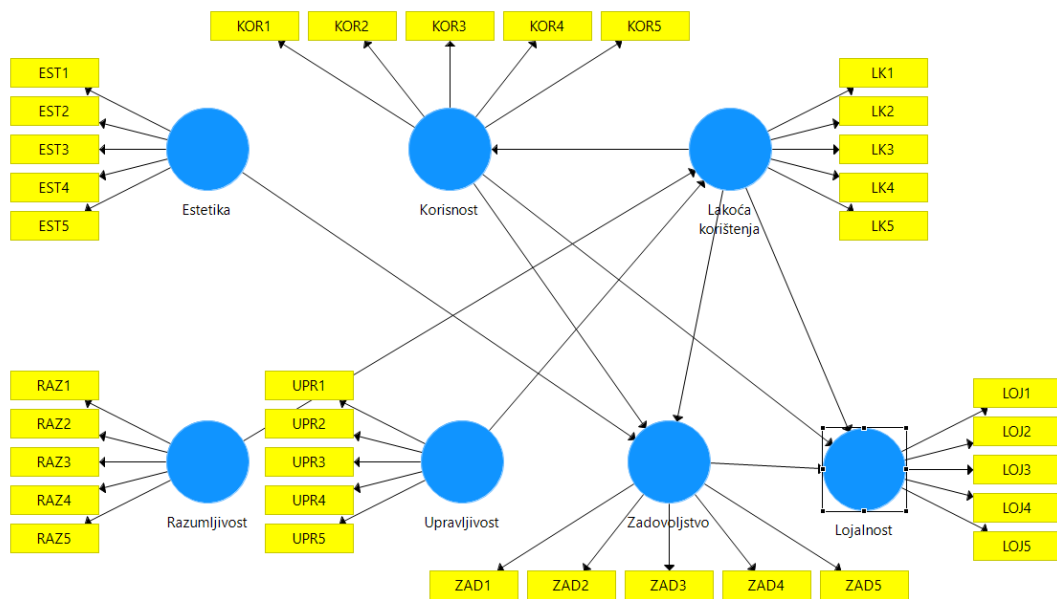 KOR1
KOR2
KOR3
KOR4
KOR5
EST1
EST2
EST3
EST4
EST5
Estetika
Korisnost
Lakoća
korištenja
LK1
LK2
LK3
LK4
LK5
RAZ1
RAZ2
RAZ3
RAZ4
RAZ5
Razumljivost
UPR1
UPR2
UPR3
UPR4
UPR5
Upravljivost
Zadovoljstvo
Lojalnost
LOJ1
LOJ2
LOJ3
LOJ4
LOJ5
ZAD1
ZAD2
ZAD3
ZAD4
ZAD5